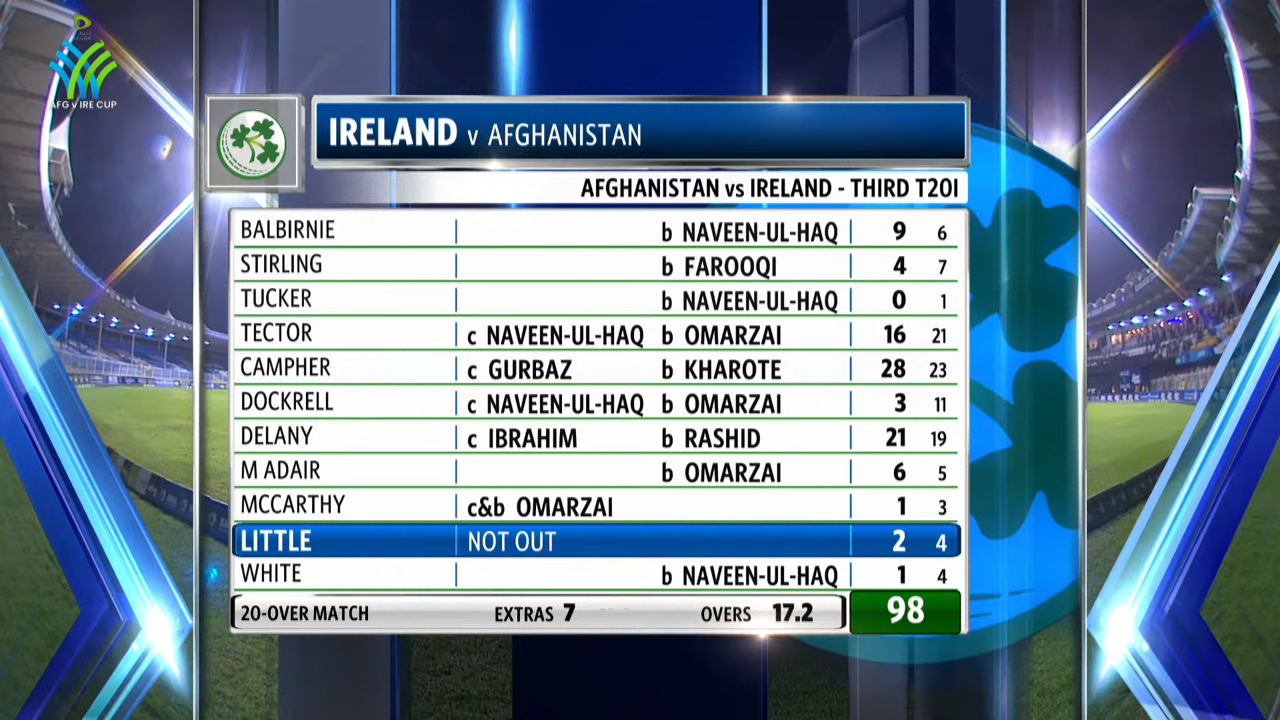 AFG v IRE CUP
IRELAND v AFGHANISTAN
AFGHANISTAN vs IRELAND - THIRD T20I
BALBIRNIE b NAVEEN-UL-HAQ 9 6
STIRLING b FAROOQI 4 7
TUCKER b NAVEEN-UL-HAQ 0 1
TECTOR c NAVEEN-UL-HAQ b OMARZAI 16 21
CAMPHER c GURBAZ b KHAROTE 28 23
DOCKRELL c NAVEEN-UL-HAQ b OMARZAI 3 11
DELANY c IBRAHIM b RASHID 21 19
M ADAIR b OMARZAI 6 5
MCCARTHY c&b OMARZAI 1 3
LITTLE NOT OUT 2 4
WHITE b NAVEEN-UL-HAQ 1 4
20-OVER MATCH EXTRAS 7 OVERS 17.2 98